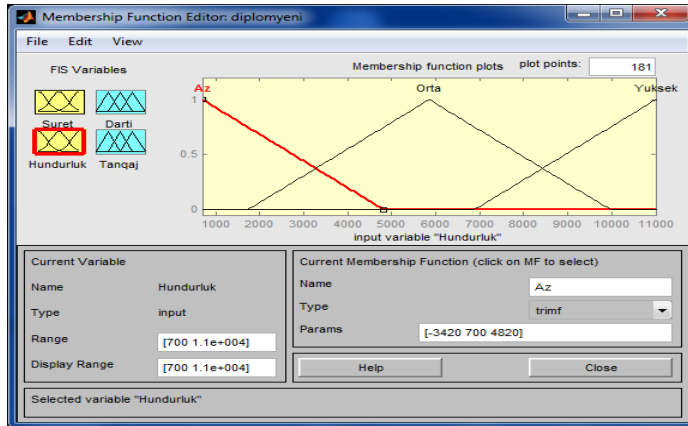 Membership Function Editor: diplomyeni
File Edit View
FIS Variables
Suret Darti
Hundurluk Tanqaj
Membership function plots plot points: 181
Az Orta Yuksek
1
0.5
0
1000 2000 3000 4000 5000 6000 7000 8000 9000 10000 11000
input variable "Hundurluk"
Current Variable
Name Hundurluk
Type input
Range [700 1.1e+004]
Display Range [700 1.1e+004]
Current Membership Function (click on MF to select)
Name Az
Type trimf
Params [-3420 700 4820]
Help Close
Selected variable "Hundurluk"